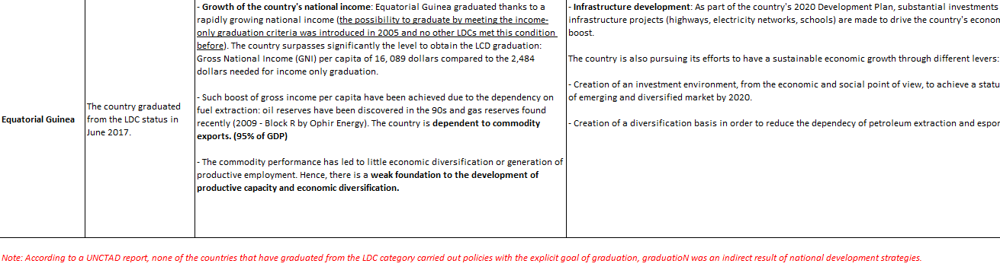 Equatorial Guinea
The country graduated
from the LDC status in
June 2017.
- Growth of the country's national income: Equatorial Guinea graduated thanks to a
rapidly growing national income (the possibility to graduate by meeting the income-
only graduation criteria was introduced in 2005 and no other LDCs met this condition
before). The country surpasses significantly the level to obtain the LCD graduation:
Gross National Income (GNI) per capita of 16, 089 dollars compared to the 2,484
dollars needed for income only graduation.
- Such boost of gross income per capita have been achieved due to the dependency on
fuel extraction: oil reserves have been discovered in the 90s and gas reserves found
recently (2009 - Block R by Ophir Energy). The country is dependent to commodity
exports. (95% of GDP)
- The commodity performance has led to little economic diversification or generation of
productive employment. Hence, there is a weak foundation to the development of
productive capacity and economic diversification.
- Infrastructure development: As part of the country's 2020 Development Plan, substantial investments
infrastructure projects (highways, electricity networks, schools) are made to drive the country's econon
boost.
The country is also pursuing its efforts to have a sustainable economic growth through different levers:
- Creation of an investment environment, from the economic and social point of view, to achieve a statu
of emerging and diversified market by 2020.
- Creation of a diversification basis in order to reduce the dependecy of petroleum extraction and espor
Note: According to a UNCTAD report, none of the countries that have graduated from the LDC category carried out policies with the explicit goal of graduation, graduatioN was an indirect result of national development strategies.